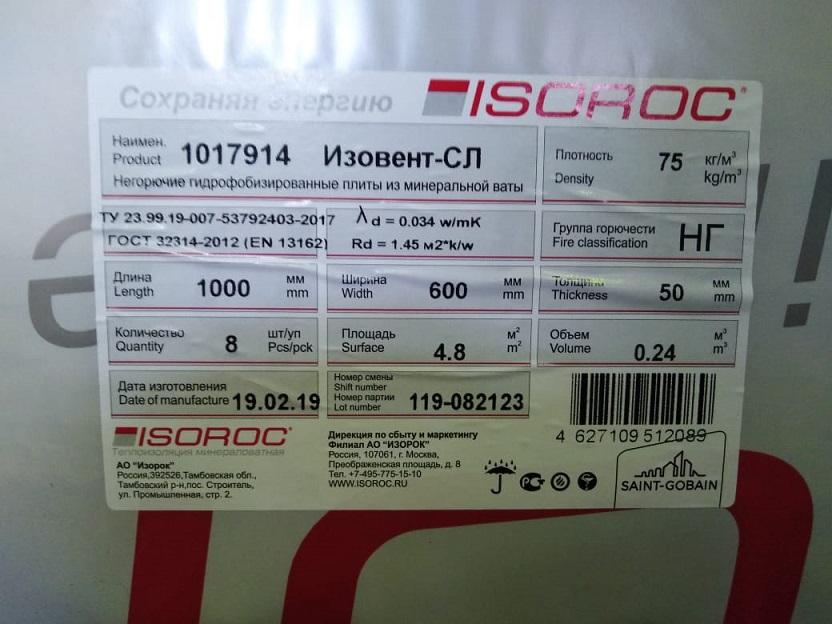 Сохраняя энергию
ISOROC
Наимен. 1017914 Изовент-СЛ
Product
Негорючие гидрофобизированные плиты из минеральной ваты
Плотность 75 кг/м³
Density kg/m³
ТУ 23.99.19-007-53792403-2017
ГОСТ 32314-2012 (EN 13162)
λ d = 0.034 w/mK
Rd = 1.45 м2*k/w
Группа горючести НГ
Fire classification
Длина 1000 мм
Length mm
Ширина 600 мм
Width mm
Толщина 50 мм
Thickness mm
Количество 8 шт/уп
Quantity Pcs/pck
Площадь 4.8 м²
Surface m²
Объем 0.24 м³
Volume m³
Дата изготовления
Date of manufacture 19.02.19
Номер смены
Shift number
Номер партии 119-082123
Lot number
4 627109 512089
ISOROC
Теплоизоляция минераловатная
АО "Изорок"
Россия,392526,Тамбовская обл.,
Тамбовский р-н,пос. Строитель,
ул. Промышленная, стр. 2.
Дирекция по сбыту и маркетингу
Филиал АО "ИЗОРОК"
Россия, 107061, г. Москва,
Преображенская площадь, д. 8
Тел. +7-495-775-15-10
WWW.ISOROC.RU
SAINT-GOBAIN